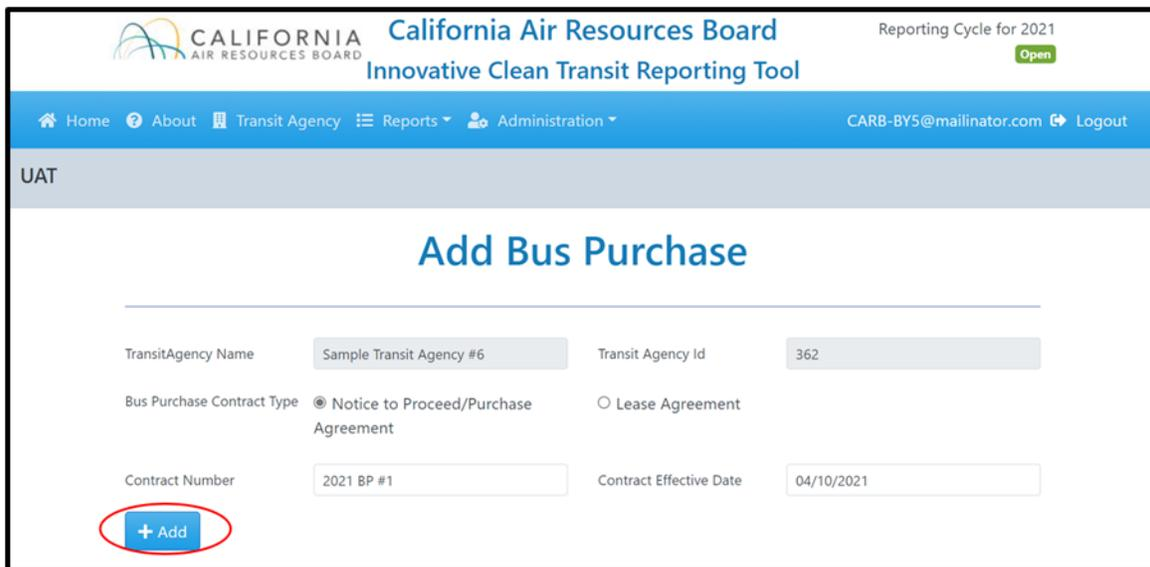 CALIFORNIA
AIR RESOURCES BOARD
California Air Resources Board
Innovative Clean Transit Reporting Tool
Reporting Cycle for 2021
Open
Home About Transit Agency Reports Administration CARB-BY5@mailinator.com Logout
UAT
Add Bus Purchase
TransitAgency Name Sample Transit Agency #6 Transit Agency Id 362
Bus Purchase Contract Type Notice to Proceed/Purchase Lease Agreement
Agreement
Contract Number 2021 BP #1 Contract Effective Date 04/10/2021
+ Add